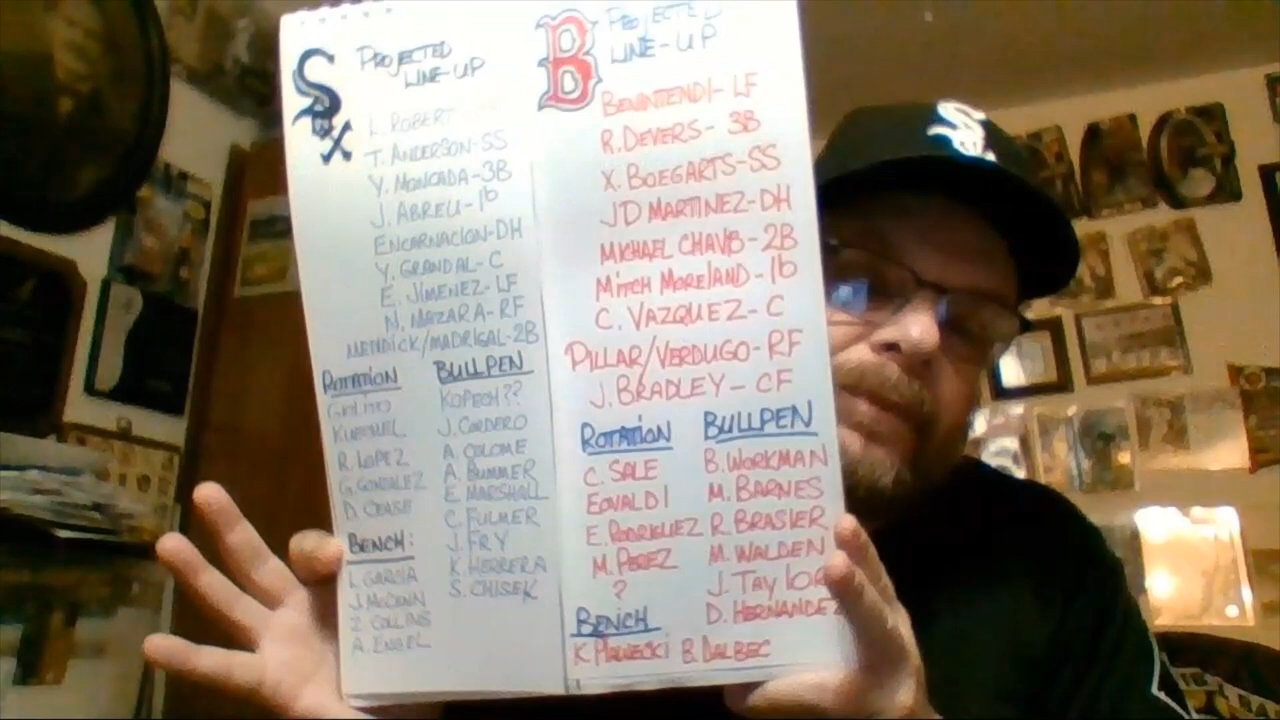 SOX
PROJECTED
LINE-UP
L. ROBERT
T. ANDERSON-SS
Y. MONCADA-3B
J. ABREU-1b
ENCARNACION-DH
Y. GRANDAL-C
E. JIMENEZ-LF
N. MAZARA-RF
MENDICK/MADRIGAL-2B
ROTATION
GIOLITO
R. LOPEZ
G. GONZALEZ
D. CEASE
BENCH:
L. GARCIA
J. McCANN
Z. COLLINS
A. ENGEL
BULLPEN
KOPECH??
J. CORDERO
A. COLOME
A. BUMMER
E. MARSHALL
C. FULMER
J. FRY
K. HERRERA
S. CHISEK
B
PROJECTED
LINE-UP
BENINTENDI-LF
R. DEVERS-3B
X. BOEGARTS-SS
JD MARTINEZ-DH
MICHAEL CHAVIS-2B
MitcH MORElAND-1b
C. VAZQUEZ-C
PILLAR/VERDUGO-RF
J. BRADLEY-CF
ROTATION
C. SALE
EOVALDI
E. RODRIGUEZ
M. PEREZ
?
BENCH
K. PLAWECKI B. DALBEC
BULLPEN
B. WORKMAN
M. BARNES
R. BRASIER
M. WALDEN
J. TAYlOR
D. HERNANDEZ